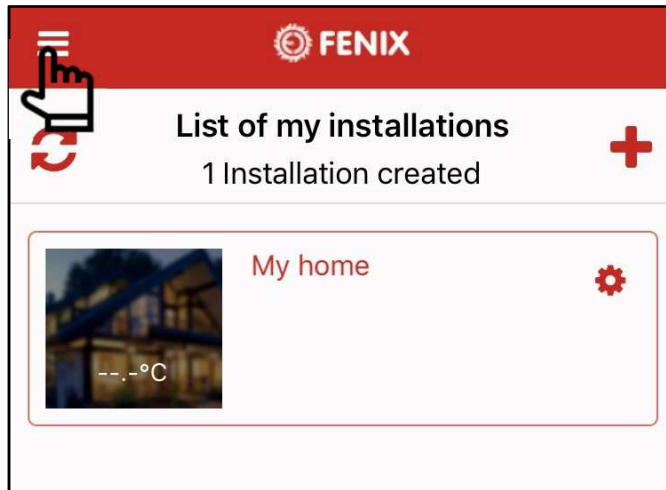 FENIX
List of my installations
1 Installation created
My home
--.-°C